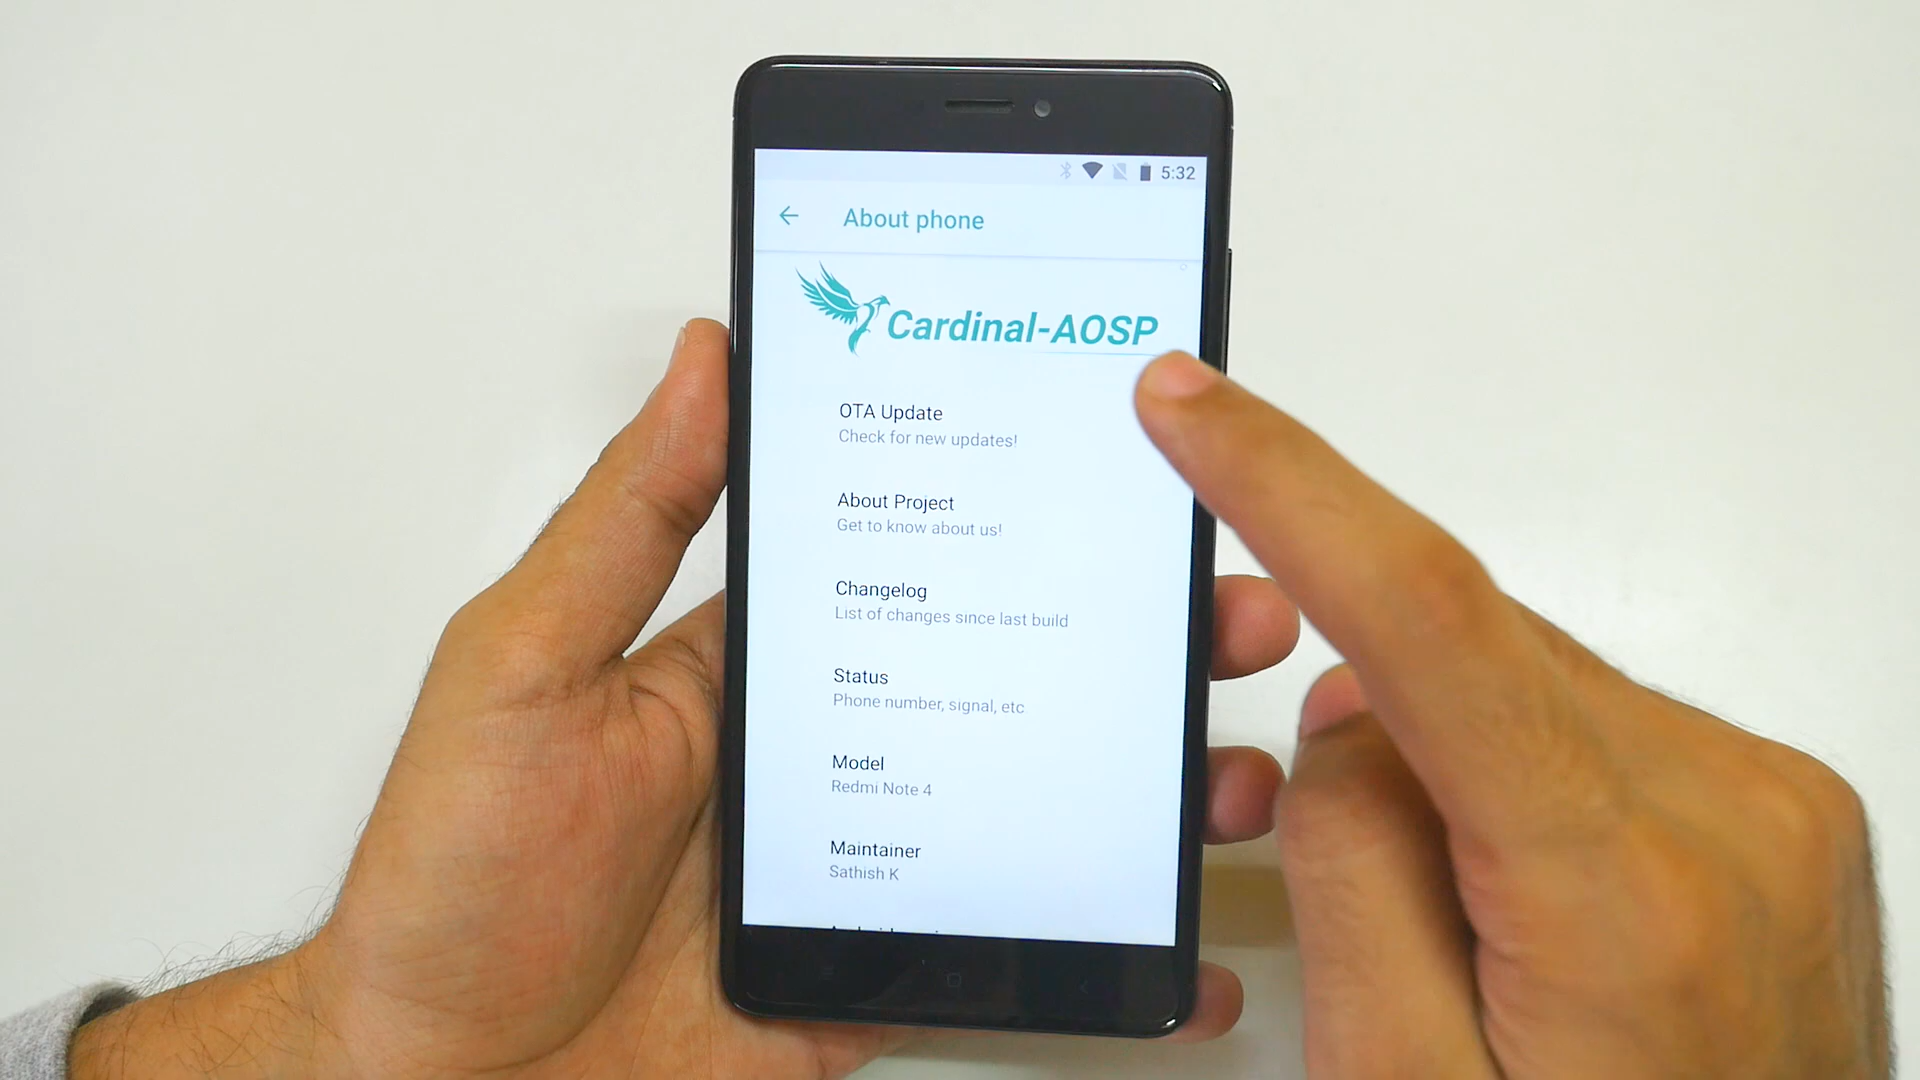 5:32
About phone
Cardinal-AOSP
OTA Update
Check for new updates!
About Project
Get to know about us!
Changelog
List of changes since last build
Status
Phone number, signal, etc
Model
Redmi Note 4
Maintainer
Sathish K